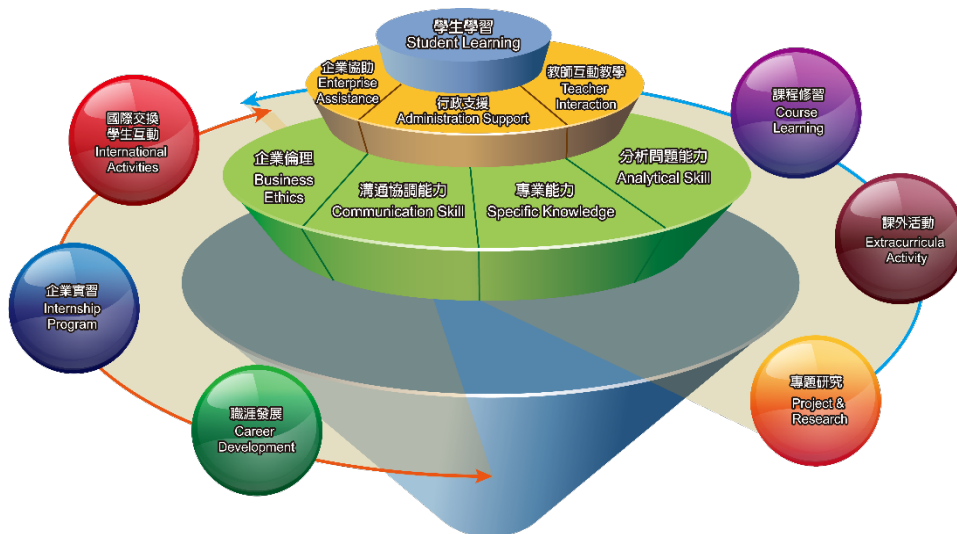 學生學習
Student Learning
企業協助
Enterprise
Assistance
行政支援
Administration Support
教師互動教學
Teacher
Interaction
企業倫理
Business
Ethics
溝通協調能力
Communication Skill
專業能力
Specific Knowledge
分析問題能力
Analytical Skill
國際交換
學生互動
International
Activities
企業實習
Internship
Program
職涯發展
Career
Development
課程修習
Course
Learning
課外活動
Extracurricula
Activity
專題研究
Project &
Research